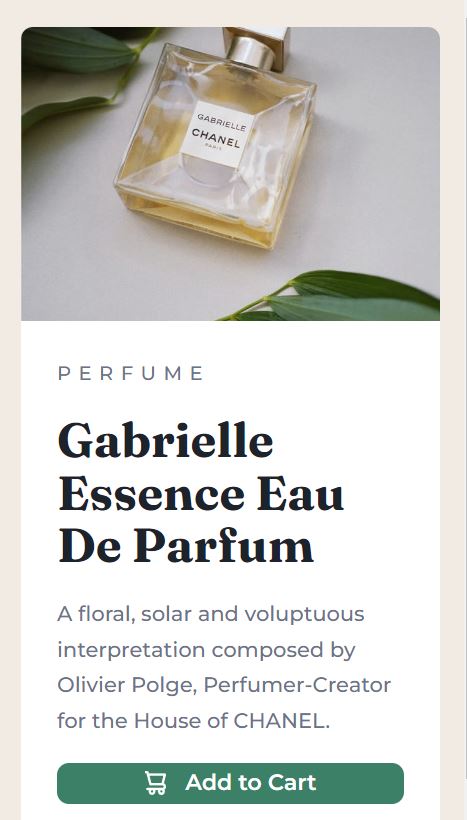 GABRIELLE
CHANEL
PARIS
PERFUME
Gabrielle
Essence Eau
De Parfum
A floral, solar and voluptuous
interpretation composed by
Olivier Polge, Perfumer-Creator
for the House of CHANEL.
Add to Cart